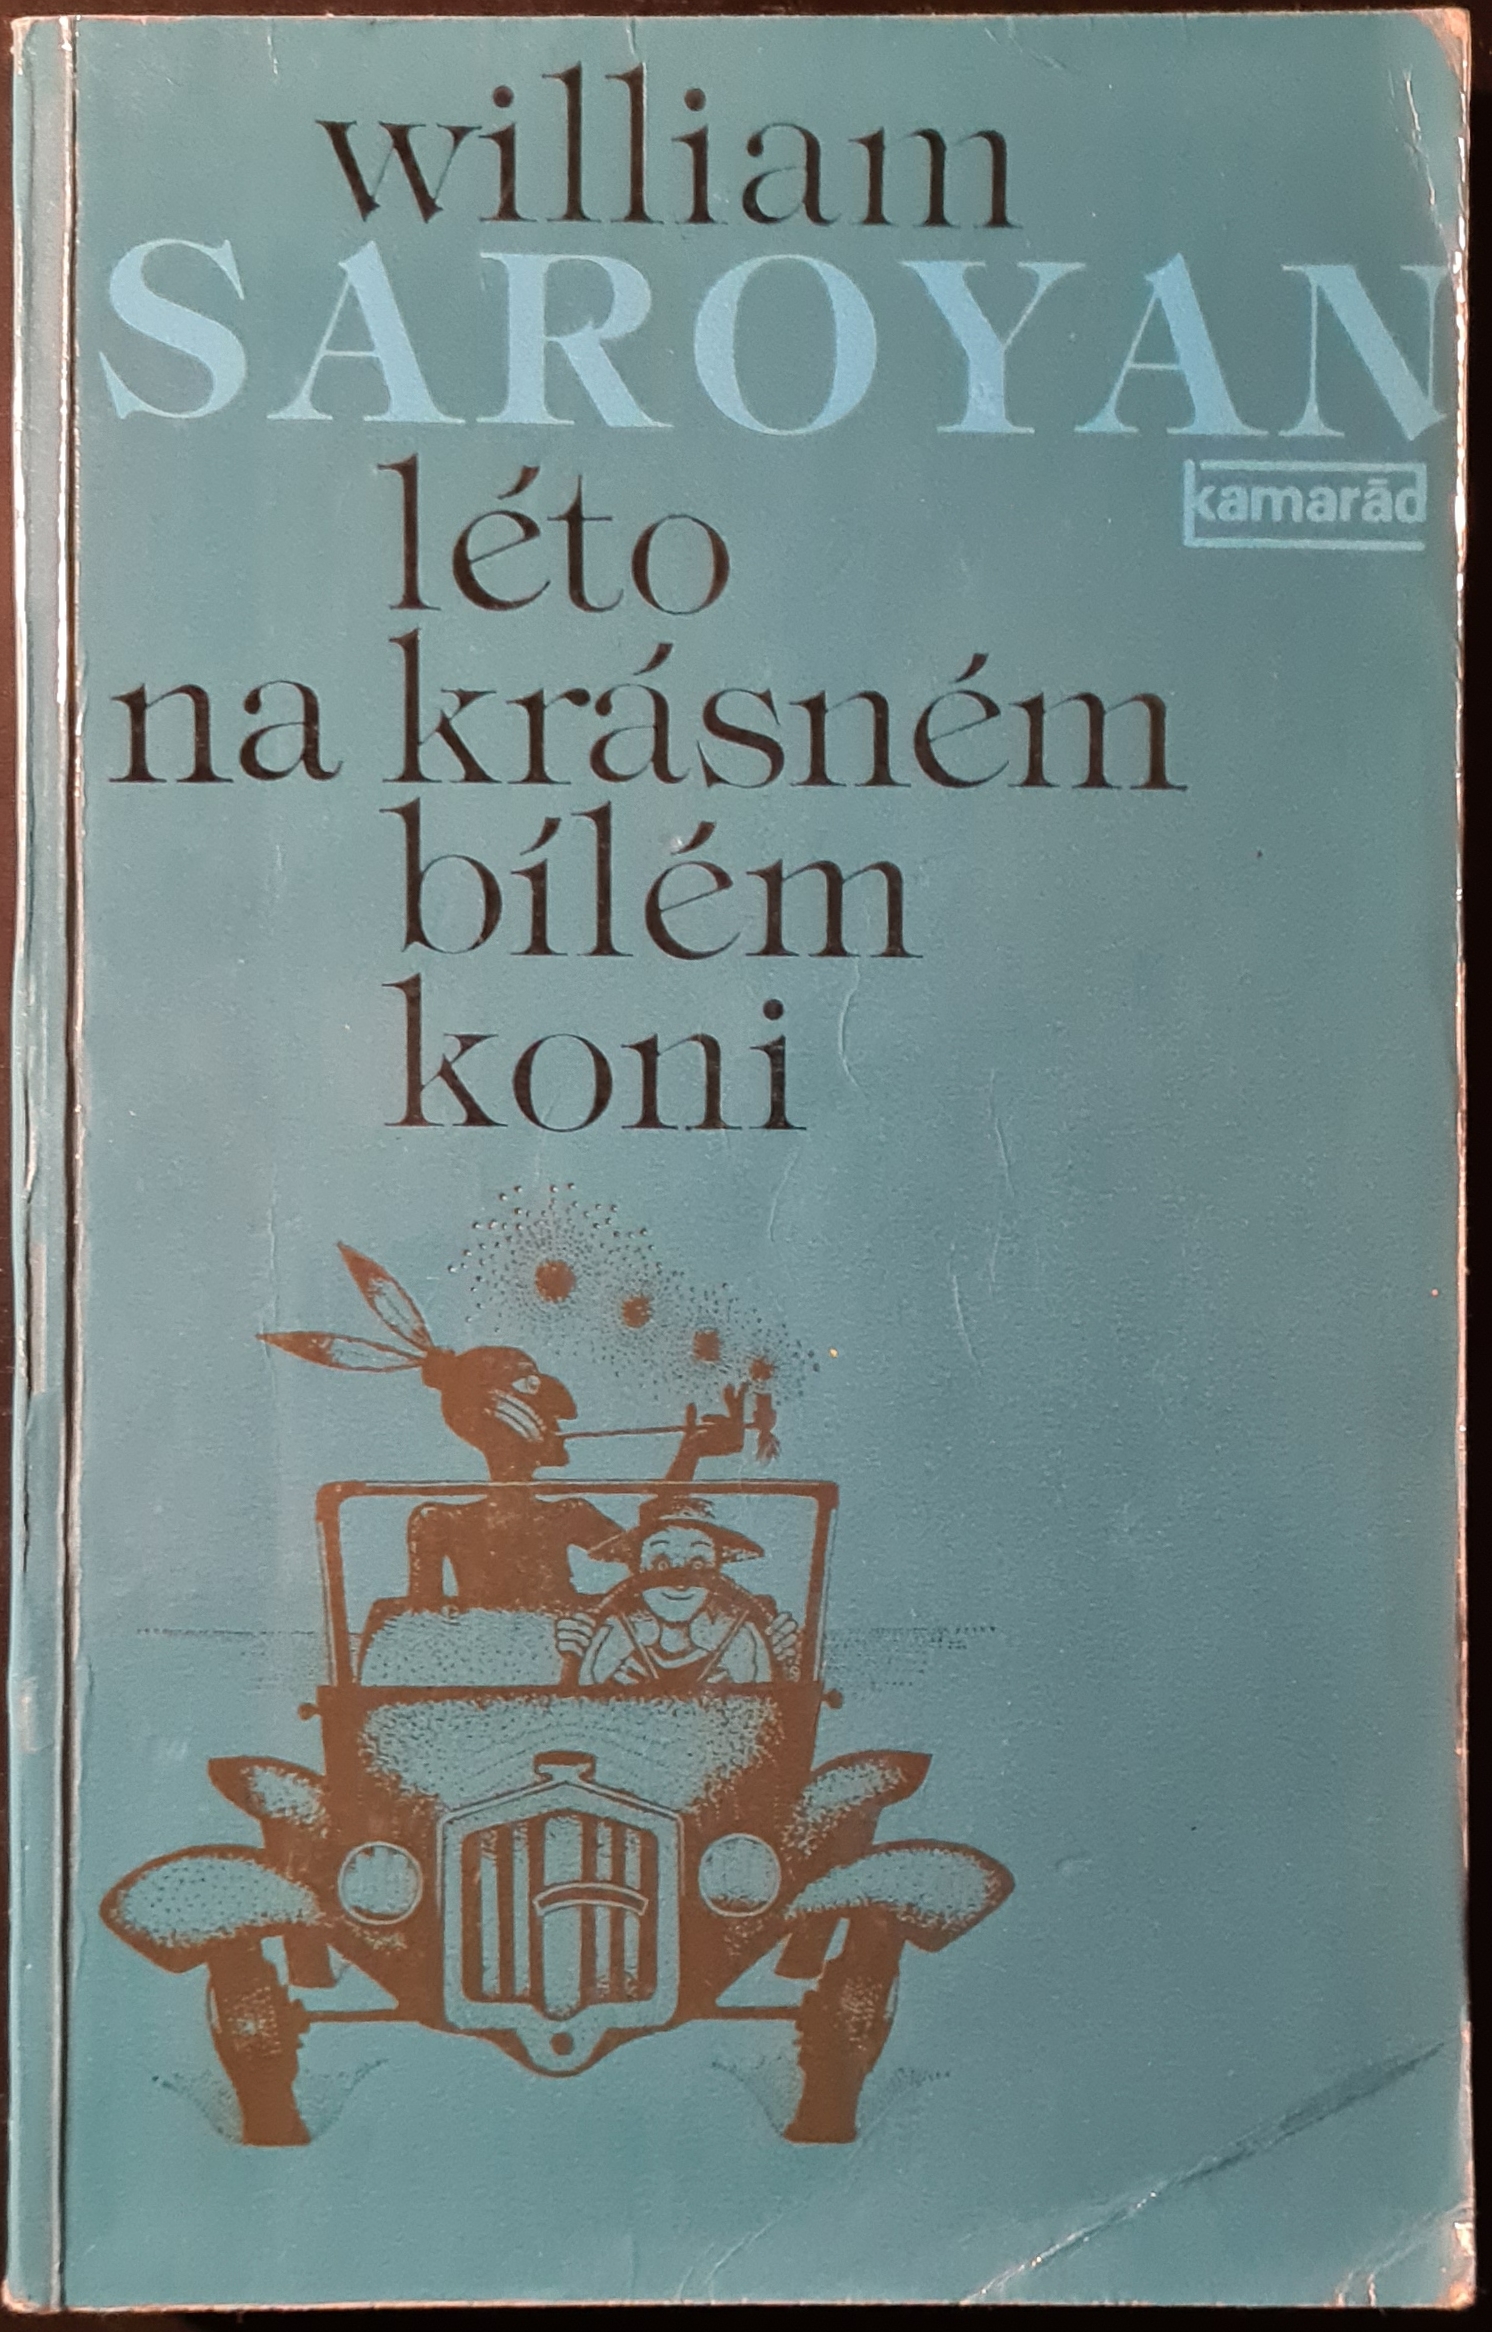 william
SAROYAN
kamarád
léto
na krásném
bílém
koni